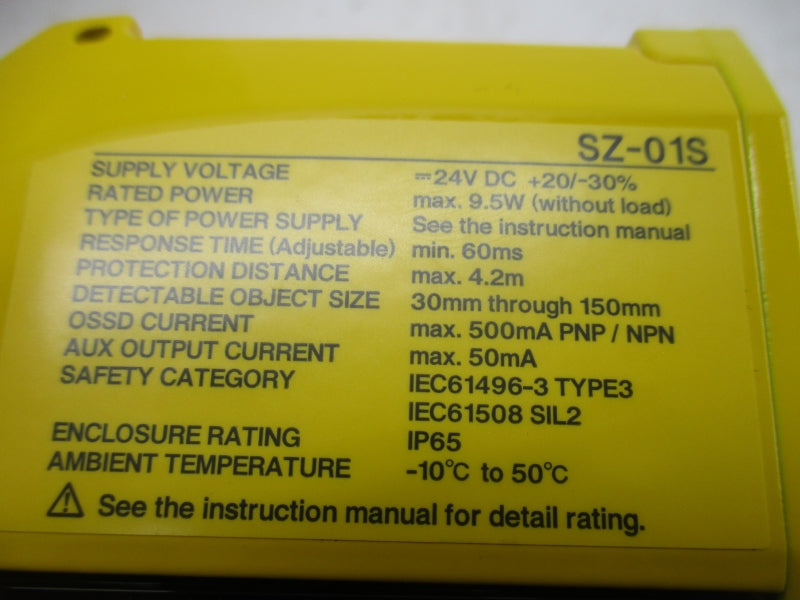 SZ-01S
SUPPLY VOLTAGE ⎓24V DC +20/-30%
RATED POWER max. 9.5W (without load)
TYPE OF POWER SUPPLY See the instruction manual
RESPONSE TIME (Adjustable) min. 60ms
PROTECTION DISTANCE max. 4.2m
DETECTABLE OBJECT SIZE 30mm through 150mm
OSSD CURRENT max. 500mA PNP / NPN
AUX OUTPUT CURRENT max. 50mA
SAFETY CATEGORY IEC61496-3 TYPE3
IEC61508 SIL2
ENCLOSURE RATING IP65
AMBIENT TEMPERATURE -10℃ to 50℃
⚠ See the instruction manual for detail rating.